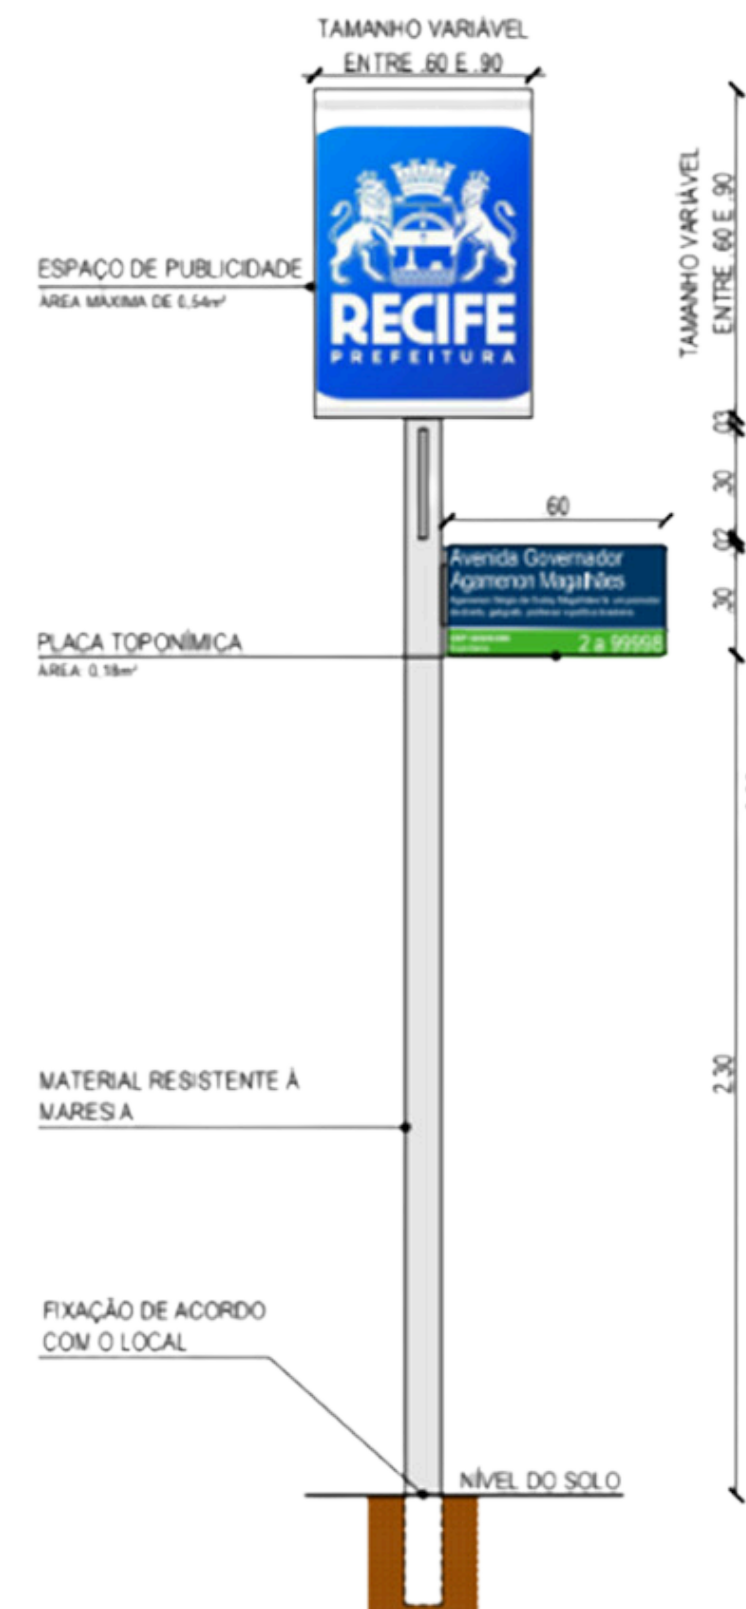 TAMANHO VARIÁVEL
ENTRE .60 E .90
TAMANHO VARIÁVEL
ENTRE .60 E .90
ESPAÇO DE PUBLICIDADE
ÁREA MÁXIMA DE 0,54m²
RECIFE
PREFEITURA
.03
.30
.60
.02
Avenida Governador
Agamenon Magalhães
.30
2 a 99998
PLACA TOPONÍMICA
ÁREA: 0,18m²
2.30
MATERIAL RESISTENTE À
MARESIA
FIXAÇÃO DE ACORDO
COM O LOCAL
NÍVEL DO SOLO